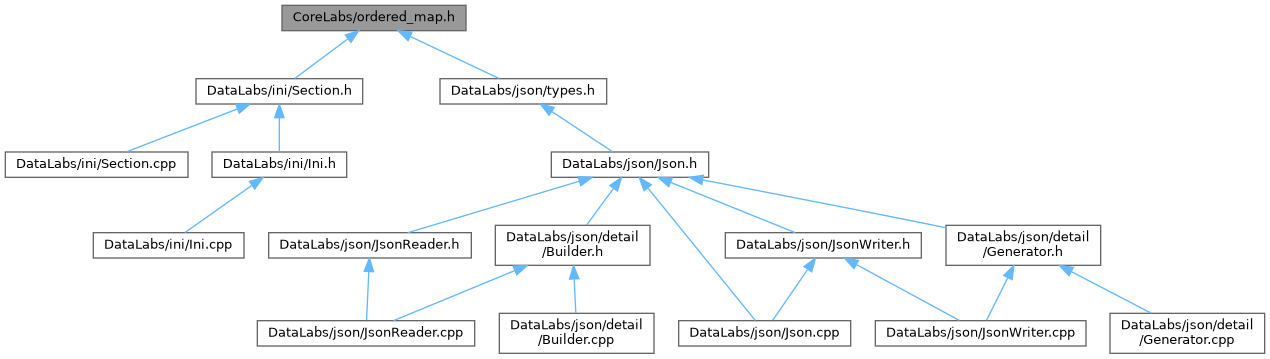 CoreLabs/ordered_map.h
DataLabs/ini/Section.h
DataLabs/json/types.h
DataLabs/ini/Section.cpp
DataLabs/ini/Ini.h
DataLabs/json/Json.h
DataLabs/ini/Ini.cpp
DataLabs/json/JsonReader.h
DataLabs/json/detail
/Builder.h
DataLabs/json/JsonWriter.h
DataLabs/json/detail
/Generator.h
DataLabs/json/JsonReader.cpp
DataLabs/json/detail
/Builder.cpp
DataLabs/json/Json.cpp
DataLabs/json/JsonWriter.cpp
DataLabs/json/detail
/Generator.cpp